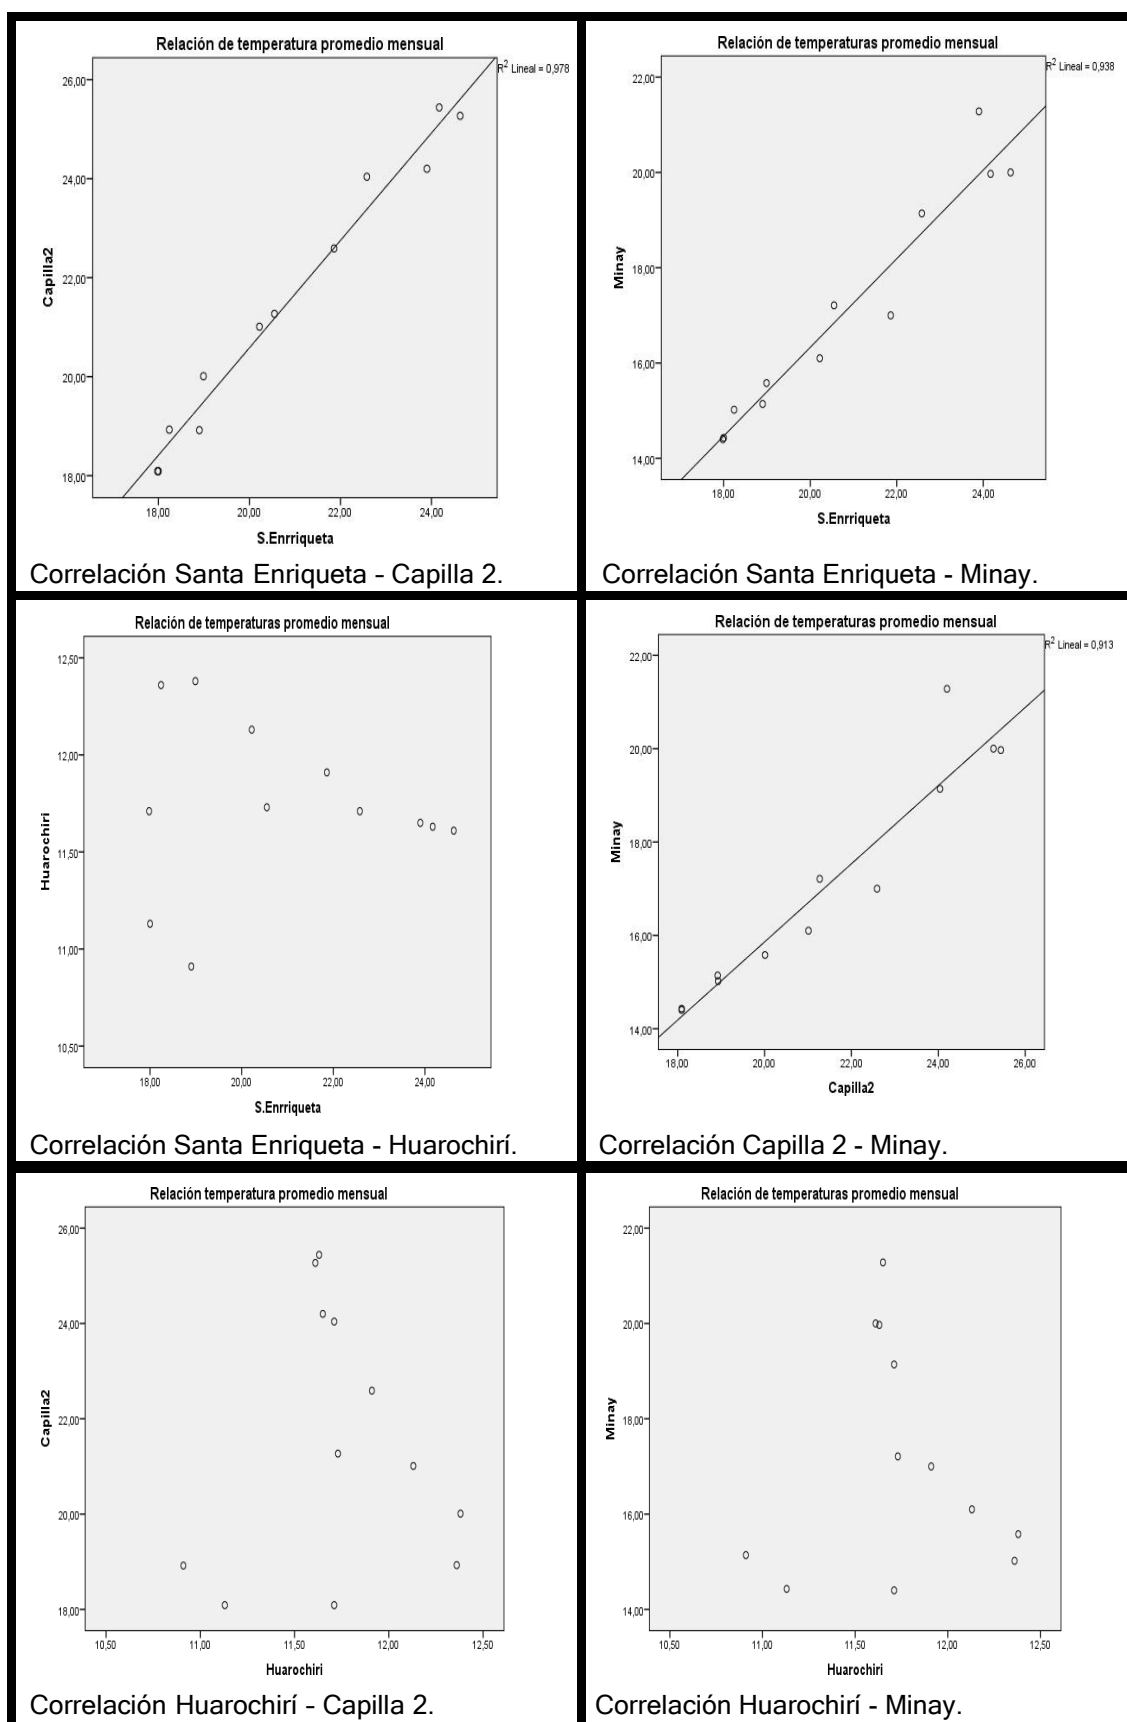 Relación de temperatura promedio mensual
R² Lineal = 0,978
26,00
24,00
22,00
20,00
18,00
Capilla2
18,00 20,00 22,00 24,00
S.Enrriqueta
Correlación Santa Enriqueta - Capilla 2.
Relación de temperaturas promedio mensual
R² Lineal = 0,938
22,00
20,00
18,00
16,00
14,00
Minay
18,00 20,00 22,00 24,00
S.Enrriqueta
Correlación Santa Enriqueta - Minay.
Relación de temperaturas promedio mensual
12,50
12,00
11,50
11,00
10,50
Huarochiri
18,00 20,00 22,00 24,00
S.Enrriqueta
Correlación Santa Enriqueta - Huarochirí.
Relación de temperaturas promedio mensual
R² Lineal = 0,913
22,00
20,00
18,00
16,00
14,00
Minay
18,00 20,00 22,00 24,00 26,00
Capilla2
Correlación Capilla 2 - Minay.
Relación temperatura promedio mensual
26,00
24,00
22,00
20,00
18,00
Capilla2
10,50 11,00 11,50 12,00 12,50
Huarochiri
Correlación Huarochirí - Capilla 2.
Relación de temperaturas promedio mensual
22,00
20,00
18,00
16,00
14,00
Minay
10,50 11,00 11,50 12,00 12,50
Huarochiri
Correlación Huarochirí - Minay.